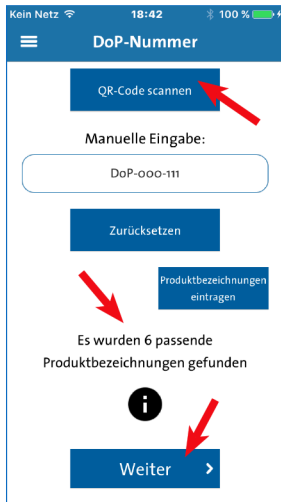 Kein Netz 18:42 100 %
DoP-Nummer
QR-Code scannen
Manuelle Eingabe:
DoP-000-111
Zurücksetzen
Produktbezeichnungen
eintragen
Es wurden 6 passende
Produktbezeichnungen gefunden
i
Weiter >